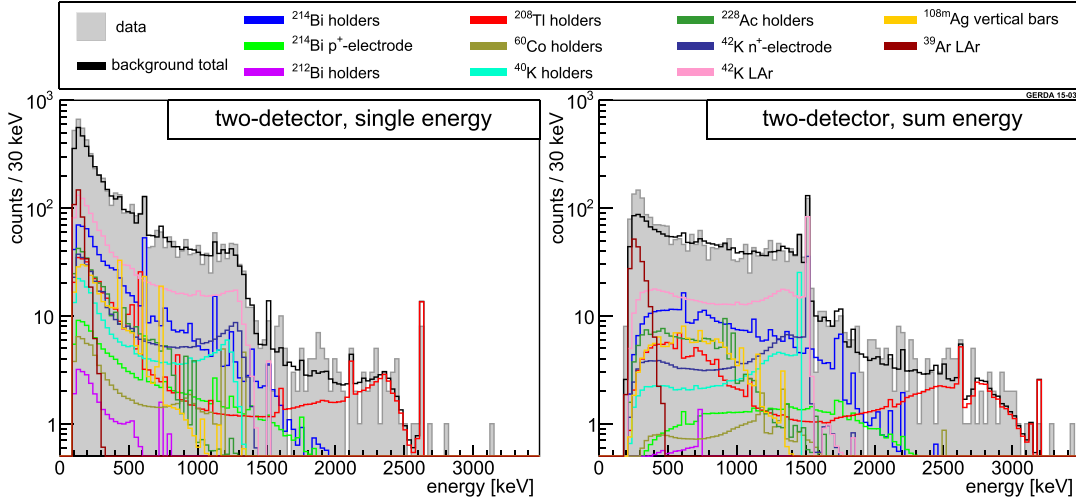 data
background total
²¹⁴Bi holders
²¹⁴Bi p⁺-electrode
²¹²Bi holders
²⁰⁸Tl holders
⁶⁰Co holders
⁴⁰K holders
²²⁸Ac holders
⁴²K n⁺-electrode
⁴²K LAr
¹⁰⁸ᵐAg vertical bars
³⁹Ar LAr
GERDA 15-03
two-detector, single energy
counts / 30 keV
10³
10²
10
1
0 500 1000 1500 2000 2500 3000
energy [keV]
two-detector, sum energy
counts / 30 keV
10³
10²
10
1
0 500 1000 1500 2000 2500 3000
energy [keV]